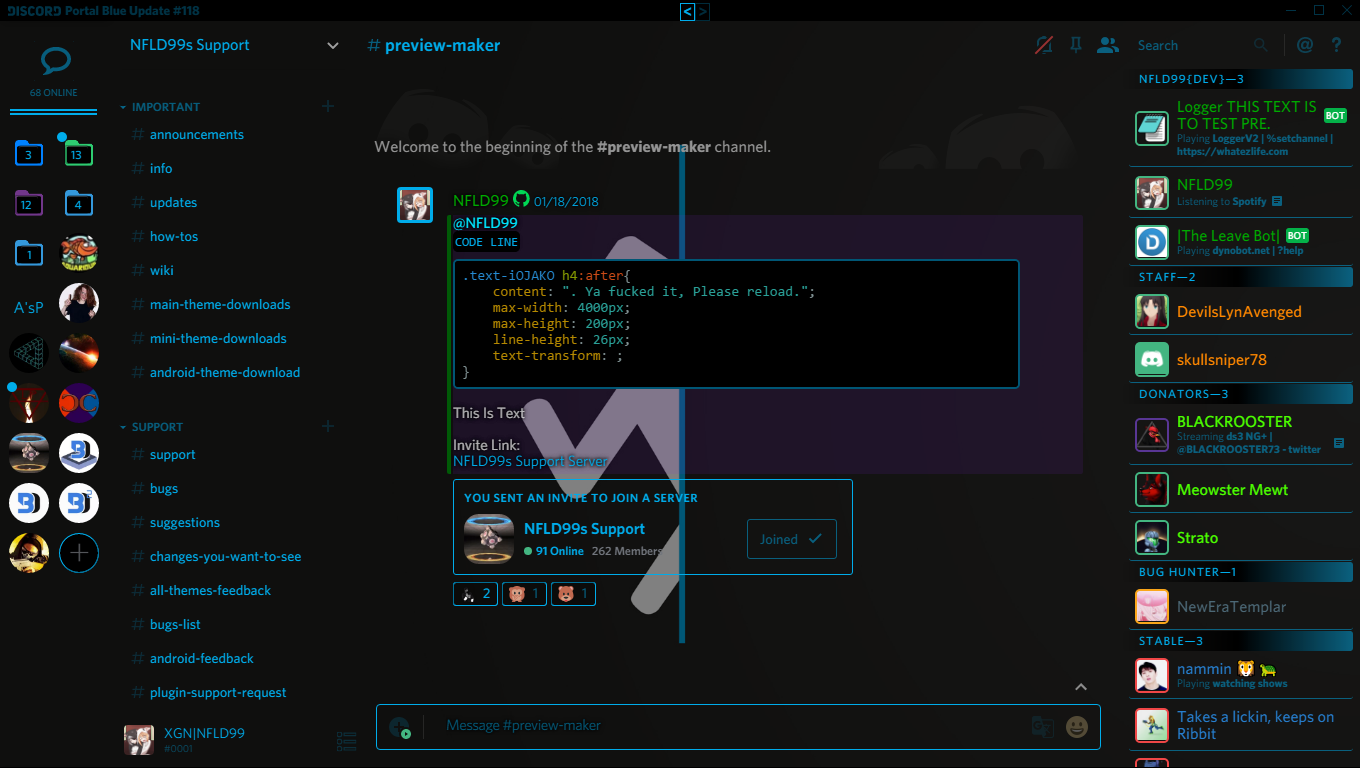 DISCORD Portal Blue Update #118
< >
NFLD99s Support
# preview-maker
Search
@ ?
68 ONLINE
3
13
12
4
1
A'sP
IMPORTANT
# announcements
# info
# updates
# how-tos
# wiki
# main-theme-downloads
# mini-theme-downloads
# android-theme-download
SUPPORT
# support
# bugs
# suggestions
# changes-you-want-to-see
# all-themes-feedback
# bugs-list
# android-feedback
# plugin-support-request
XGN|NFLD99
#0001
Welcome to the beginning of the #preview-maker channel.
NFLD99 01/18/2018
@NFLD99
CODE LINE
.text-iOJAKO h4:after{
content: ". Ya fucked it, Please reload.";
max-width: 4000px;
max-height: 200px;
line-height: 26px;
text-transform: ;
}
This Is Text
Invite Link:
NFLD99s Support Server
YOU SENT AN INVITE TO JOIN A SERVER
NFLD99s Support
91 Online 262 Members
Joined
2 1 1
Message #preview-maker
NFLD99{DEV}—3
Logger THIS TEXT IS
TO TEST PRE. BOT
Playing LoggerV2 | %setchannel |
https://whatezlife.com
NFLD99
Listening to Spotify
|The Leave Bot| BOT
Playing dynobot.net | ?help
STAFF—2
DevilsLynAvenged
skullsniper78
DONATORS—3
BLACKROOSTER
Streaming ds3 NG+ |
@BLACKROOSTER73 - twitter
Meowster Mewt
Strato
BUG HUNTER—1
NewEraTemplar
STABLE—3
nammin 🐯 🐢
Playing watching shows
Takes a lickin, keeps on
Ribbit